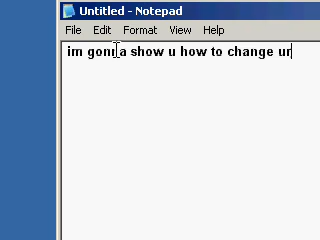 Untitled - Notepad
File Edit Format View Help
im gonna show u how to change ur